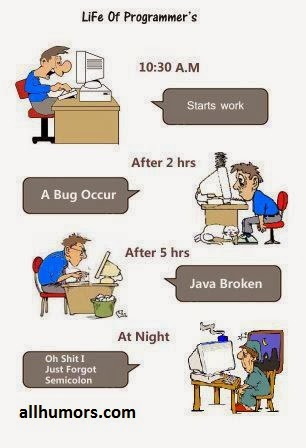 LiFe Of Programmer's
10:30 A.M
Starts work
After 2 hrs
A Bug Occur
After 5 hrs
Java Broken
At Night
Oh Shit I
Just Forgot
Semicolon
allhumors.com